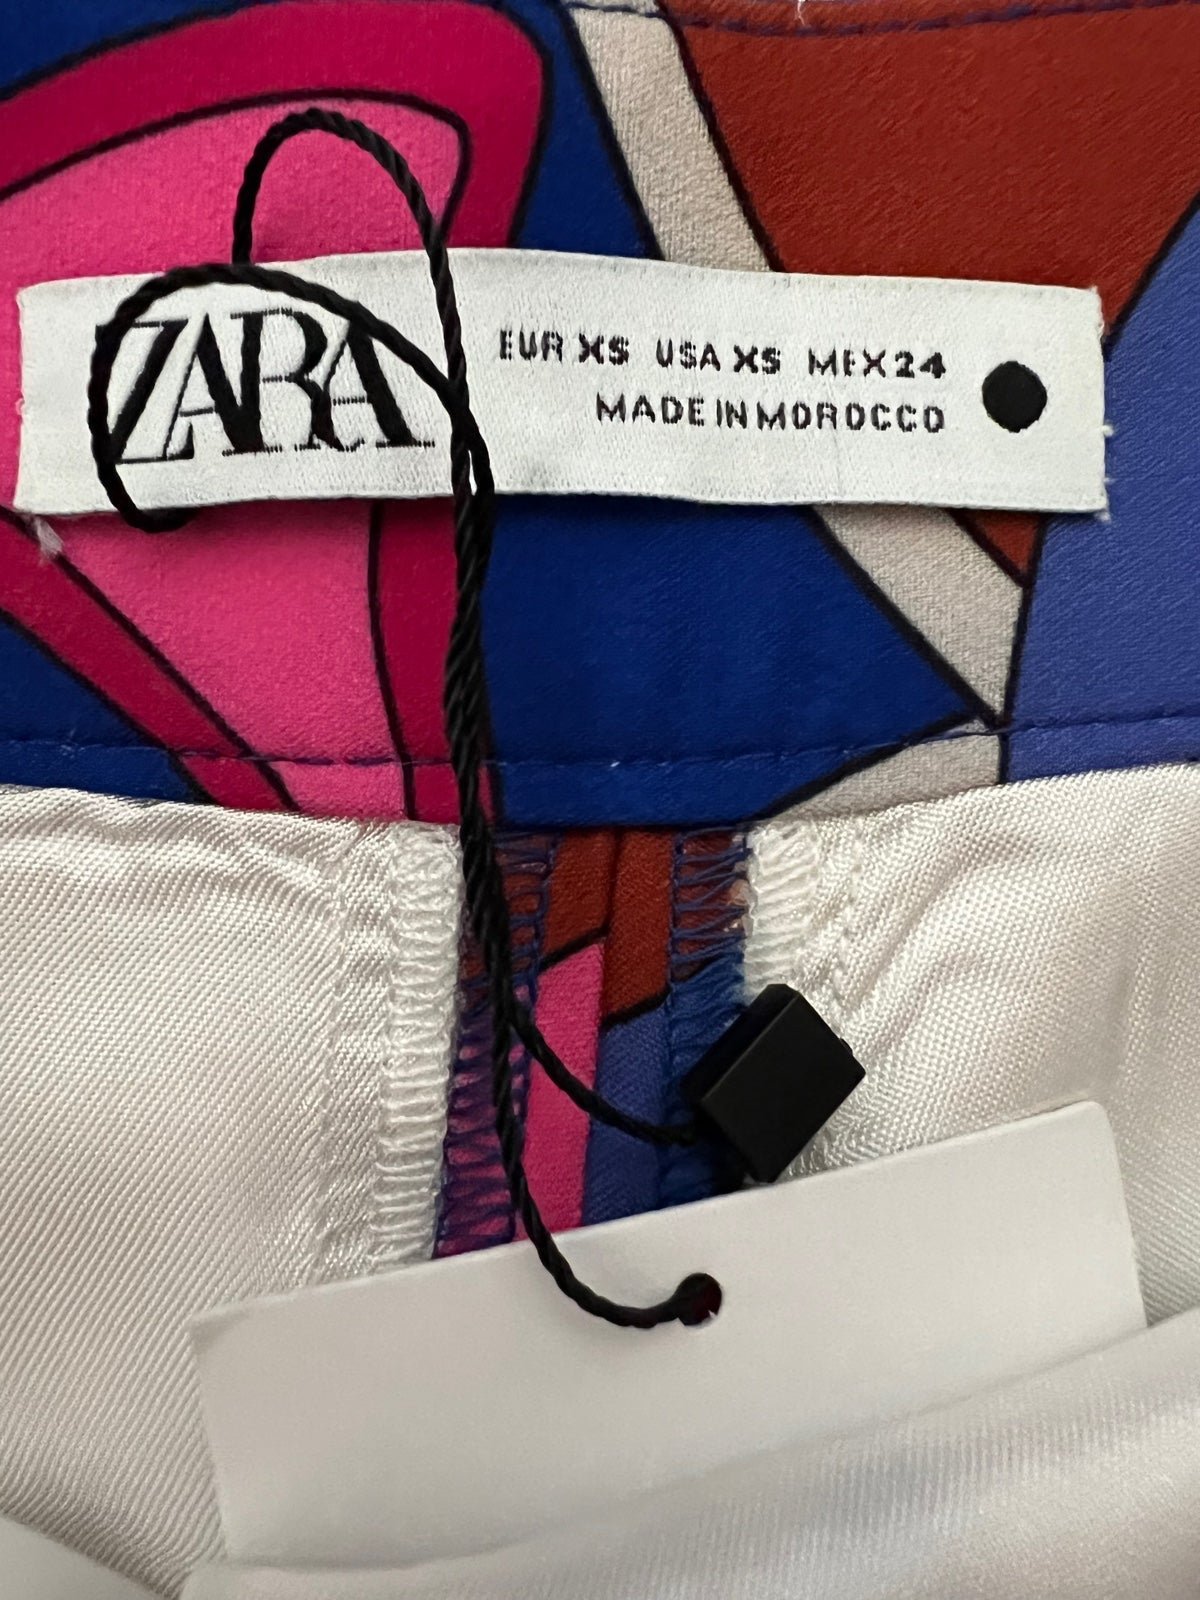 ZARA
EUR XS USA XS MEX 24
MADE IN MOROCCO